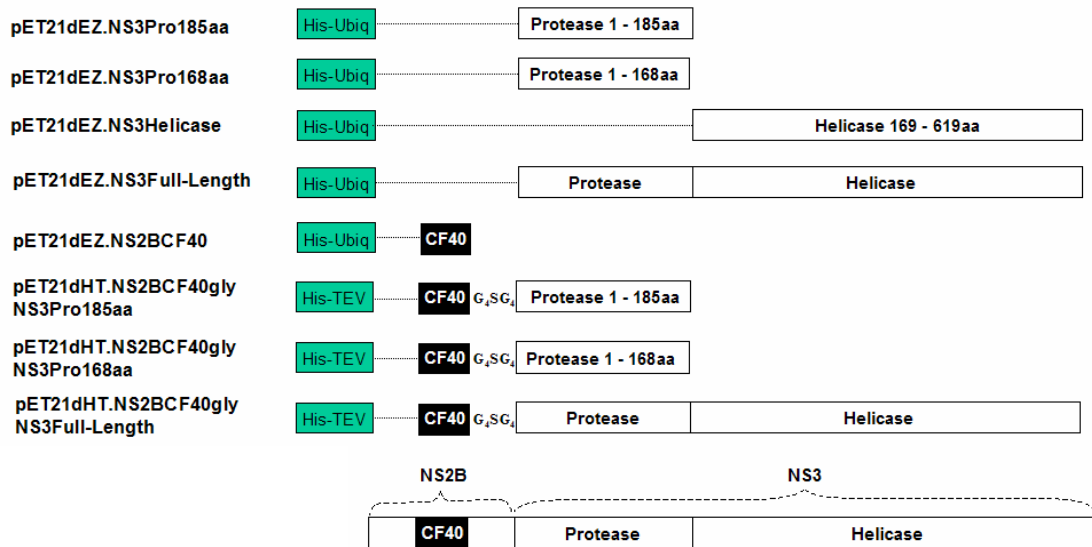 pET21dEZ.NS3Pro185aa
His-Ubiq
Protease 1 - 185aa
pET21dEZ.NS3Pro168aa
His-Ubiq
Protease 1 - 168aa
pET21dEZ.NS3Helicase
His-Ubiq
Helicase 169 - 619aa
pET21dEZ.NS3Full-Length
His-Ubiq
Protease
Helicase
pET21dEZ.NS2BCF40
His-Ubiq
CF40
pET21dHT.NS2BCF40gly
NS3Pro185aa
His-TEV
CF40
G₄SG₄
Protease 1 - 185aa
pET21dHT.NS2BCF40gly
NS3Pro168aa
His-TEV
CF40
G₄SG₄
Protease 1 - 168aa
pET21dHT.NS2BCF40gly
NS3Full-Length
His-TEV
CF40
G₄SG₄
Protease
Helicase
NS2B
NS3
CF40
Protease
Helicase